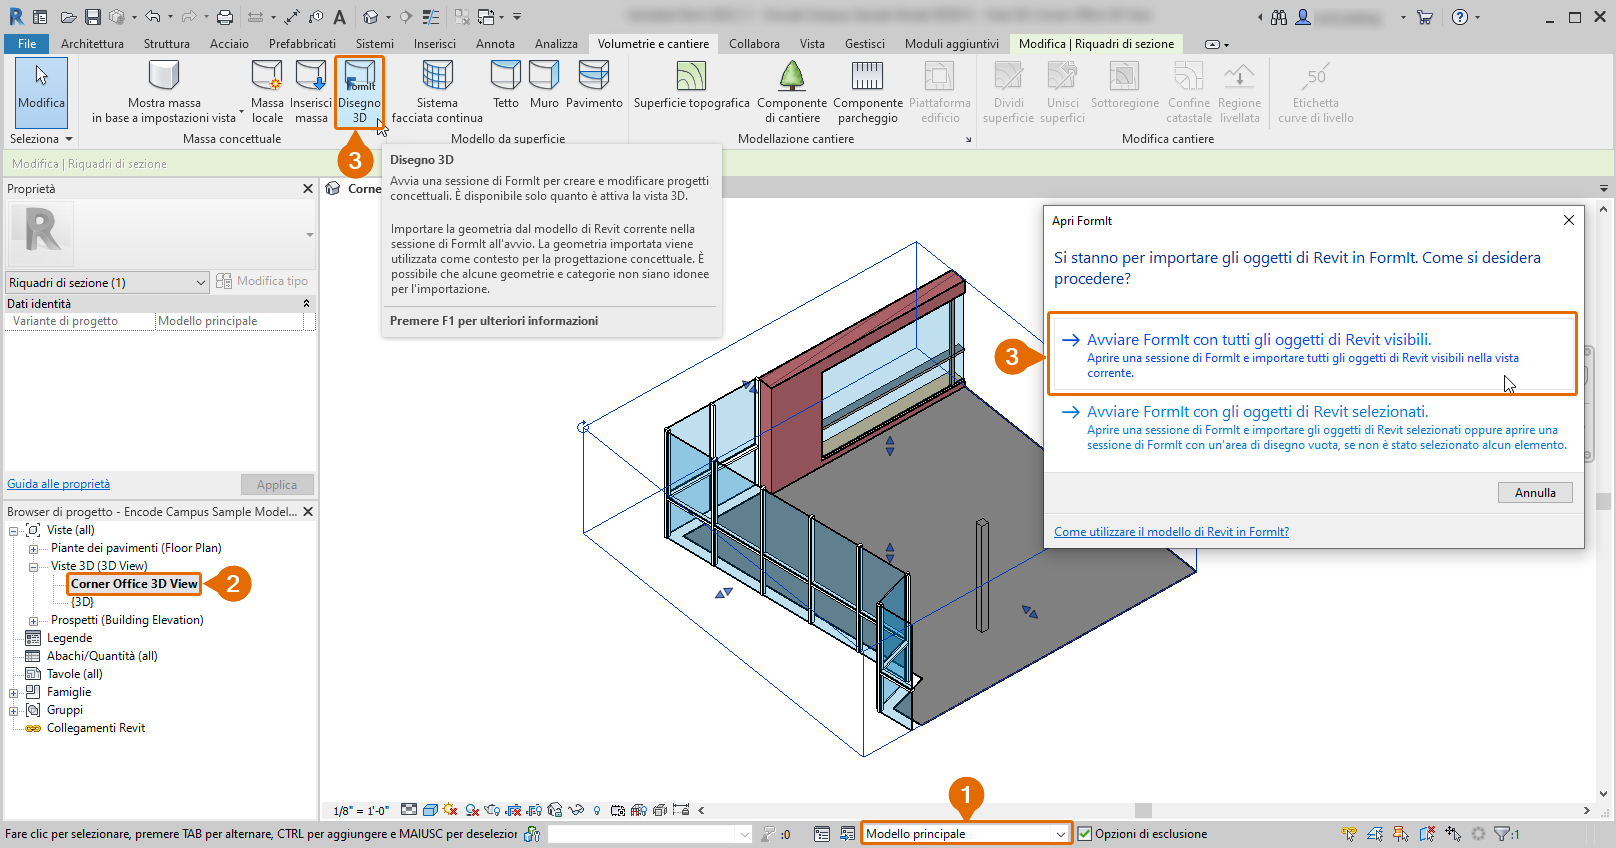 File
Architettura
Struttura
Acciaio
Prefabbricati
Sistemi
Inserisci
Annota
Analizza
Volumetrie e cantiere
Collabora
Vista
Gestisci
Moduli aggiuntivi
Modifica | Riquadri di sezione
Modifica
Mostra massa
in base a impostazioni vista
Massa
locale
Inserisci
massa
FormIt
Disegno
3D
Sistema
facciata continua
Tetto
Muro
Pavimento
Superficie topografica
Componente
di cantiere
Componente
parcheggio
Piattaforma
edificio
Dividi
superficie
Unisci
superfici
Sottoregione
Confine
catastale
Regione
livellata
50
Etichetta
curve di livello
Seleziona
Massa concettuale
Modello da superficie
Modellazione cantiere
Modifica cantiere
3
Modifica | Riquadri di sezione
Disegno 3D
Avvia una sessione di FormIt per creare e modificare progetti
concettuali. È disponibile solo quanto è attiva la vista 3D.
Importare la geometria dal modello di Revit corrente nella
sessione di FormIt all'avvio. La geometria importata viene
utilizzata come contesto per la progettazione concettuale. È
possibile che alcune geometrie e categorie non siano idonee
per l'importazione.
Premere F1 per ulteriori informazioni
Proprietà
Corner
R
Riquadri di sezione (1)
Modifica tipo
Dati identità
Variante di progetto
Modello principale
Guida alle proprietà
Applica
Browser di progetto - Encode Campus Sample Model...
Viste (all)
Piante dei pavimenti (Floor Plan)
Viste 3D (3D View)
Corner Office 3D View
2
{3D}
Prospetti (Building Elevation)
Legende
Abachi/Quantità (all)
Tavole (all)
Famiglie
Gruppi
Collegamenti Revit
Apri FormIt
Si stanno per importare gli oggetti di Revit in FormIt. Come si desidera
procedere?
3
Avviare FormIt con tutti gli oggetti di Revit visibili.
Aprire una sessione di FormIt e importare tutti gli oggetti di Revit visibili nella vista
corrente.
Avviare FormIt con gli oggetti di Revit selezionati.
Aprire una sessione di FormIt e importare gli oggetti di Revit selezionati oppure aprire una
sessione di FormIt con un'area di disegno vuota, se non è stato selezionato alcun elemento.
Annulla
Come utilizzare il modello di Revit in FormIt?
1
1/8" = 1'-0"
Fare clic per selezionare, premere TAB per alternare, CTRL per aggiungere e MAIUSC per deselezior
:0
Modello principale
Opzioni di esclusione
:1